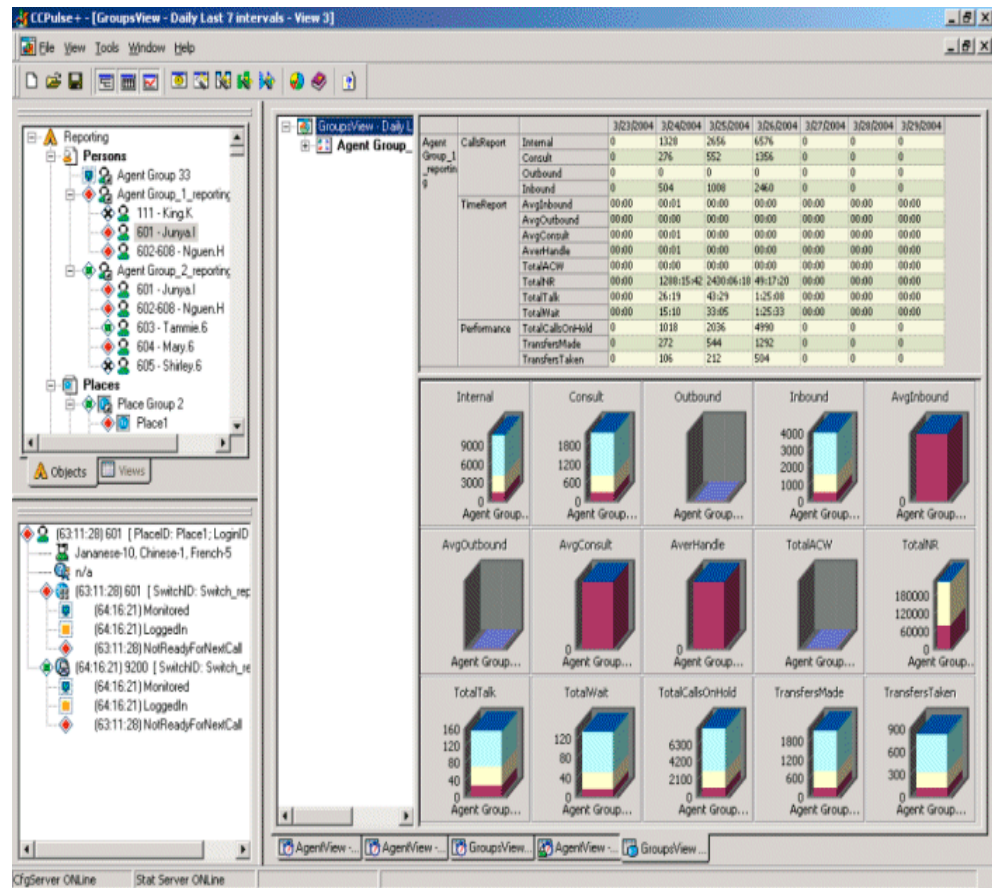 CCPulse+ - [GroupsView - Daily Last 7 intervals - View 3]
File View Tools Window Help
Reporting
Persons
Agent Group 33
Agent Group_1_reporting
111 - King.K
601 - Junya.I
602-608 - Nguen.H
Agent Group_2_reporting
601 - Junya.I
602-608 - Nguen.H
603 - Tammie.6
604 - Mary.6
605 - Shirley.6
Places
Place Group 2
Place1
Objects Views
(63:11:28) 601 [ PlaceID: Place1; LoginID
Jananese-10, Chinese-1, French-5
n/a
(63:11:28) 601 [ SwitchID: Switch_rep
(64:16:21) Monitored
(64:16:21) LoggedIn
(63:11:28) NotReadyForNextCall
(64:16:21) 9200 [ SwitchID: Switch_re
(64:16:21) Monitored
(64:16:21) LoggedIn
(63:11:28) NotReadyForNextCall
GroupsView - Daily L
Agent Group_
3/23/2004 3/24/2004 3/25/2004 3/26/2004 3/27/2004 3/28/2004 3/29/2004
Agent Group_1_reporting CallsReport Internal 0 1328 2656 6576 0 0 0
Consult 0 276 552 1356 0 0 0
Outbound 0 0 0 0 0 0 0
Inbound 0 504 1008 2460 0 0 0
TimeReport AvgInbound 00:00 00:01 00:00 00:00 00:00 00:00 00:00
AvgOutbound 00:00 00:00 00:00 00:00 00:00 00:00 00:00
AvgConsult 00:00 00:01 00:00 00:00 00:00 00:00 00:00
AverHandle 00:00 00:01 00:00 00:00 00:00 00:00 00:00
TotalACW 00:00 00:00 00:00 00:00 00:00 00:00 00:00
TotalNR 00:00 1288:15:42 2430:06:18 49:17:20 00:00 00:00 00:00
TotalTalk 00:00 26:19 43:29 1:25:08 00:00 00:00 00:00
TotalWait 00:00 15:10 33:05 1:25:33 00:00 00:00 00:00
Performance TotalCallsOnHold 0 1018 2036 4990 0 0 0
TransfersMade 0 272 544 1292 0 0 0
TransfersTaken 0 106 212 504 0 0 0
Internal Consult Outbound Inbound AvgInbound
9000 1800 4000
6000 1200 3000
3000 600 2000
1000
0 0 0 0
Agent Group... Agent Group... Agent Group... Agent Group... Agent Group...
AvgOutbound AvgConsult AverHandle TotalACW TotalNR
180000
120000
60000
0 0 0
Agent Group... Agent Group... Agent Group... Agent Group... Agent Group..
TotalTalk TotalWait TotalCallsOnHold TransfersMade TransfersTaken
160 120 6300 1800 900
120 80 4200 1200 600
80 40 2100 600 300
40
0 0 0 0 0
Agent Group... Agent Group... Agent Group... Agent Group... Agent Group...
AgentView -... AgentView -... GroupsView... AgentView -... GroupsView ...
CfgServer ONLine Stat Server ONLine